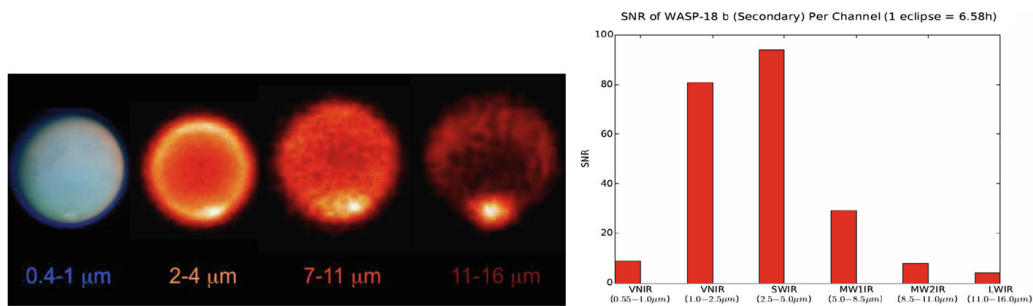 0.4-1 μm
2-4 μm
7-11 μm
11-16 μm
SNR of WASP-18 b (Secondary) Per Channel (1 eclipse = 6.58h)
SNR
100
80
60
40
20
0
VNIR
(0.55−1.0μm)
VNIR
(1.0−2.5μm)
SWIR
(2.5−5.0μm)
MW1IR
(5.0−8.5μm)
MW2IR
(8.5−11.0μm)
LWIR
(11.0−16.0μm)